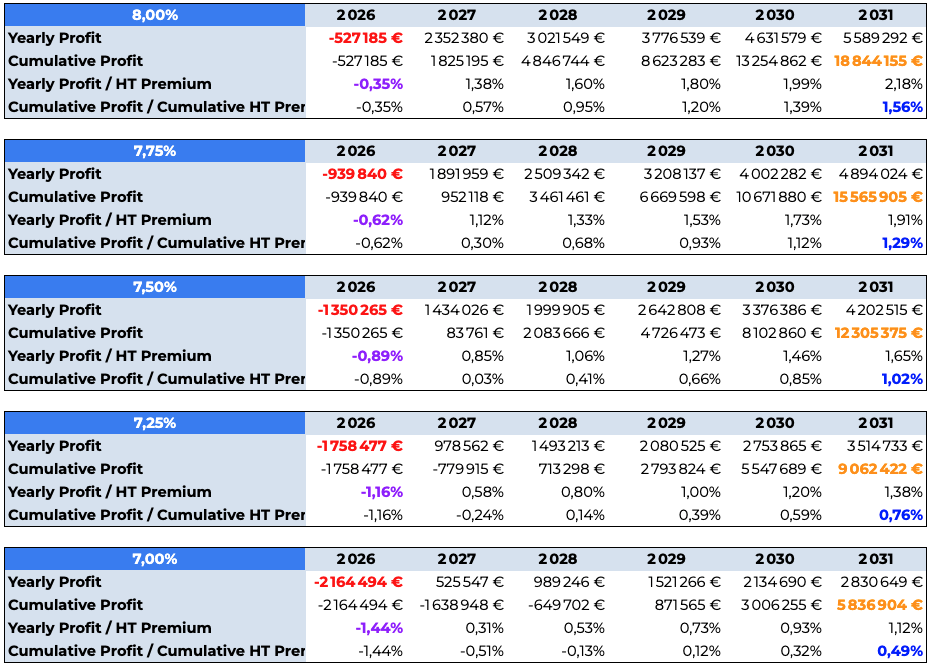 8,00% 2026 2027 2028 2029 2030 2031
Yearly Profit -527 185 € 2 352 380 € 3 021 549 € 3 776 539 € 4 631 579 € 5 589 292 €
Cumulative Profit -527 185 € 1 825 195 € 4 846 744 € 8 623 283 € 13 254 862 € 18 844 155 €
Yearly Profit / HT Premium -0,35% 1,38% 1,60% 1,80% 1,99% 2,18%
Cumulative Profit / Cumulative HT Prer -0,35% 0,57% 0,95% 1,20% 1,39% 1,56%
7,75% 2026 2027 2028 2029 2030 2031
Yearly Profit -939 840 € 1 891 959 € 2 509 342 € 3 208 137 € 4 002 282 € 4 894 024 €
Cumulative Profit -939 840 € 952 118 € 3 461 461 € 6 669 598 € 10 671 880 € 15 565 905 €
Yearly Profit / HT Premium -0,62% 1,12% 1,33% 1,53% 1,73% 1,91%
Cumulative Profit / Cumulative HT Prer -0,62% 0,30% 0,68% 0,93% 1,12% 1,29%
7,50% 2026 2027 2028 2029 2030 2031
Yearly Profit -1 350 265 € 1 434 026 € 1 999 905 € 2 642 808 € 3 376 386 € 4 202 515 €
Cumulative Profit -1 350 265 € 83 761 € 2 083 666 € 4 726 473 € 8 102 860 € 12 305 375 €
Yearly Profit / HT Premium -0,89% 0,85% 1,06% 1,27% 1,46% 1,65%
Cumulative Profit / Cumulative HT Prer -0,89% 0,03% 0,41% 0,66% 0,85% 1,02%
7,25% 2026 2027 2028 2029 2030 2031
Yearly Profit -1 758 477 € 978 562 € 1 493 213 € 2 080 525 € 2 753 865 € 3 514 733 €
Cumulative Profit -1 758 477 € -779 915 € 713 298 € 2 793 824 € 5 547 689 € 9 062 422 €
Yearly Profit / HT Premium -1,16% 0,58% 0,80% 1,00% 1,20% 1,38%
Cumulative Profit / Cumulative HT Prer -1,16% -0,24% 0,14% 0,39% 0,59% 0,76%
7,00% 2026 2027 2028 2029 2030 2031
Yearly Profit -2 164 494 € 525 547 € 989 246 € 1 521 266 € 2 134 690 € 2 830 649 €
Cumulative Profit -2 164 494 € -1 638 948 € -649 702 € 871 565 € 3 006 255 € 5 836 904 €
Yearly Profit / HT Premium -1,44% 0,31% 0,53% 0,73% 0,93% 1,12%
Cumulative Profit / Cumulative HT Prer -1,44% -0,51% -0,13% 0,12% 0,32% 0,49%